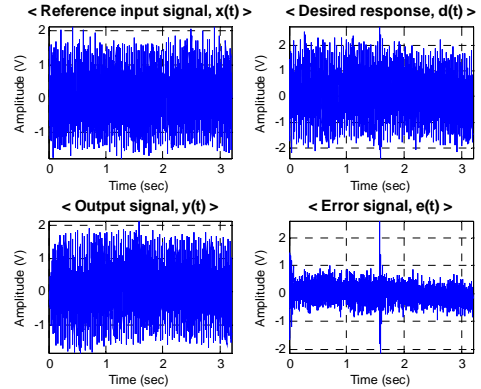 < Reference input signal, x(t) >
2
1
0
-1
Amplitude (V)
0 1 2 3
Time (sec)
< Desired response, d(t) >
2
1
0
-1
-2
Amplitude (V)
0 1 2 3
Time (sec)
< Output signal, y(t) >
2
1
0
-1
Amplitude (V)
0 1 2 3
Time (sec)
< Error signal, e(t) >
2
1
0
-1
-2
Amplitude (V)
0 1 2 3
Time (sec)